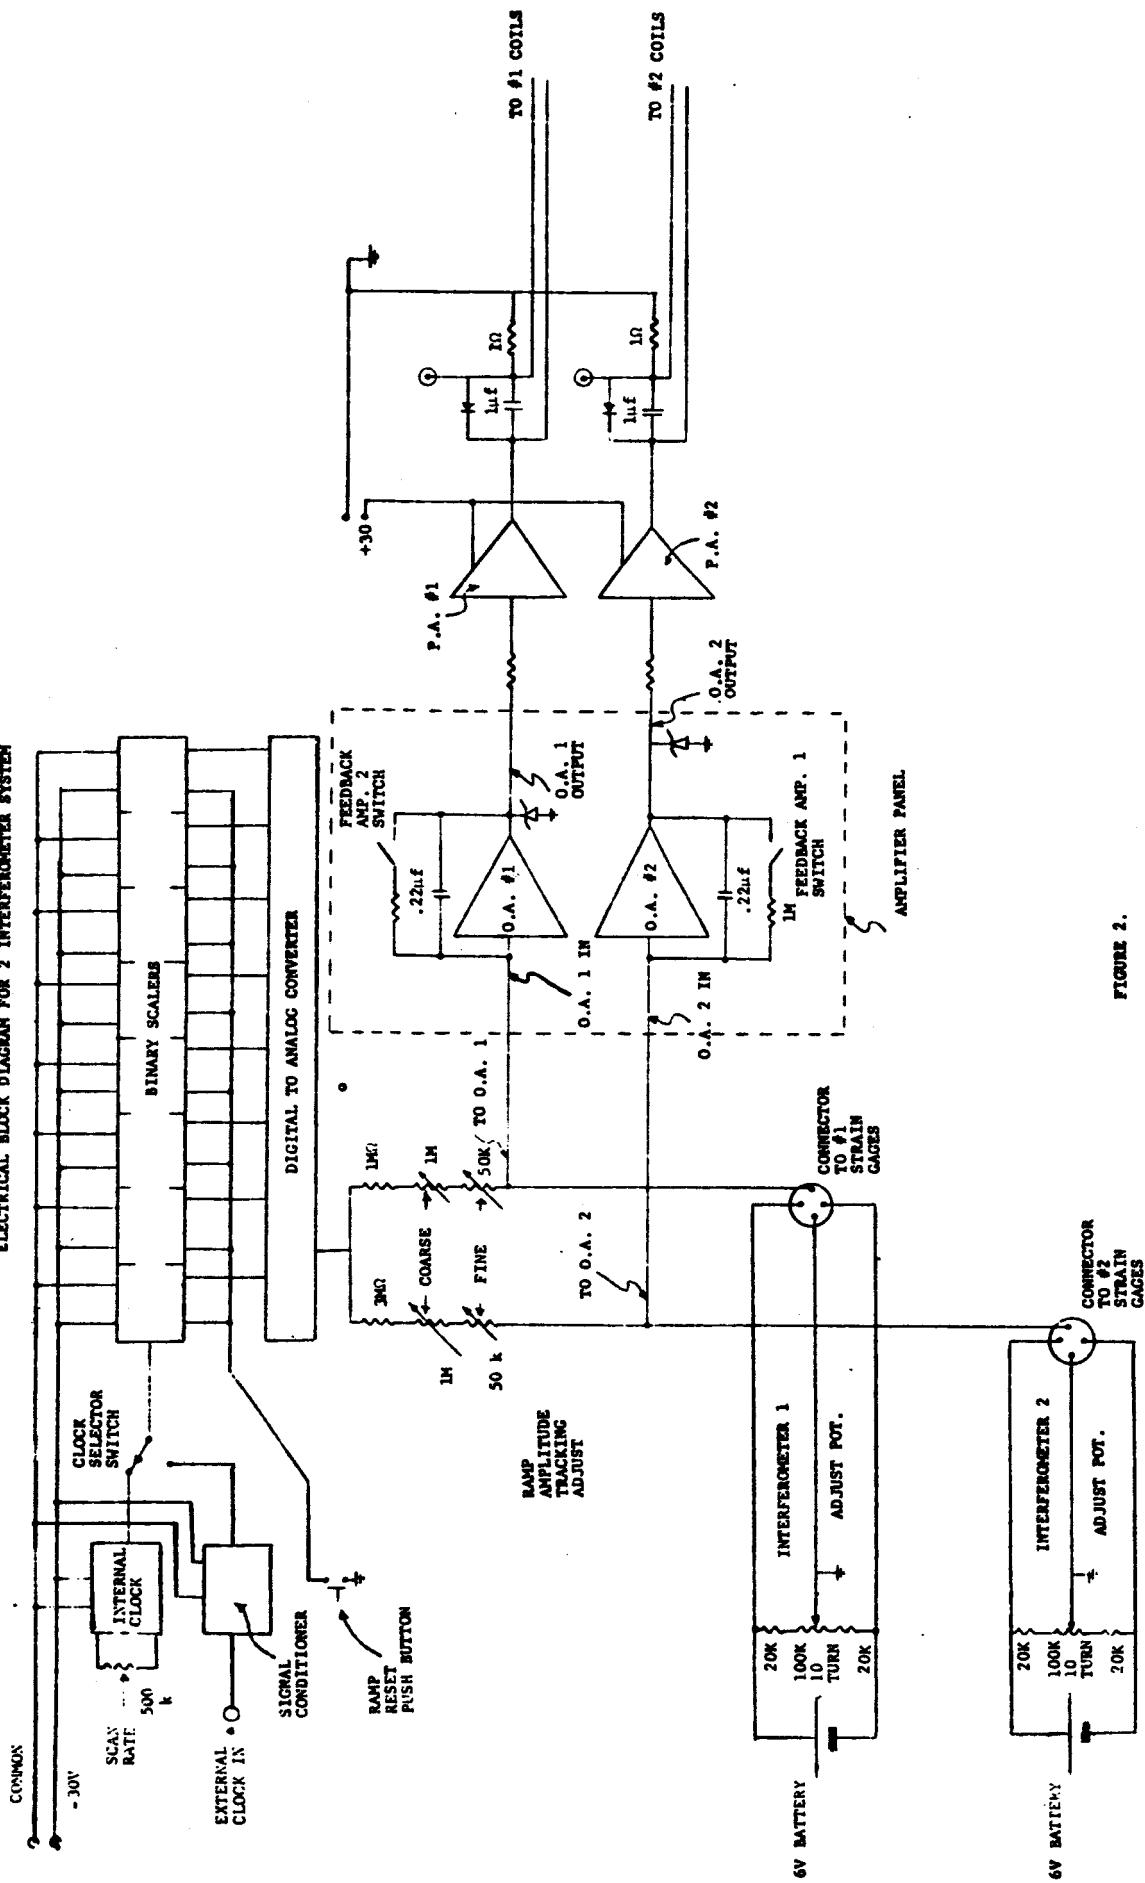 ELECTRICAL BLOCK DIAGRAM FOR 2 INTERFEROMETER SYSTEM
COMMON
-30V
SCAN
RATE
500
k
INTERNAL
CLOCK
CLOCK
SELECTOR
SWITCH
EXTERNAL
CLOCK IN
SIGNAL
CONDITIONER
RAMP
RESET
PUSH BUTTON
BINARY SCALERS
DIGITAL TO ANALOG CONVERTER
3MΩ
1MΩ
COARSE
1M
1M
FINE
50 k
50K
RAMP
AMPLITUDE
TRACKING
ADJUST
TO O.A. 1
TO O.A. 2
FEEDBACK
AMP. 2
SWITCH
.22µf
O.A. #1
O.A. 1 IN
O.A. 1
OUTPUT
O.A. #2
O.A. 2 IN
O.A. 2
OUTPUT
.22µf
1M
FEEDBACK AMP. 1
SWITCH
AMPLIFIER PANEL
P.A. #1
P.A. #2
+30
1µf
1Ω
1µf
1Ω
TO #1 COILS
TO #2 COILS
6V BATTERY
20K
100K
10
TURN
20K
INTERFEROMETER 1
ADJUST POT.
CONNECTOR
TO #1
STRAIN
GAGES
6V BATTERY
20K
100K
10
TURN
20K
INTERFEROMETER 2
ADJUST POT.
CONNECTOR
TO #2
STRAIN
GAGES
FIGURE 2.